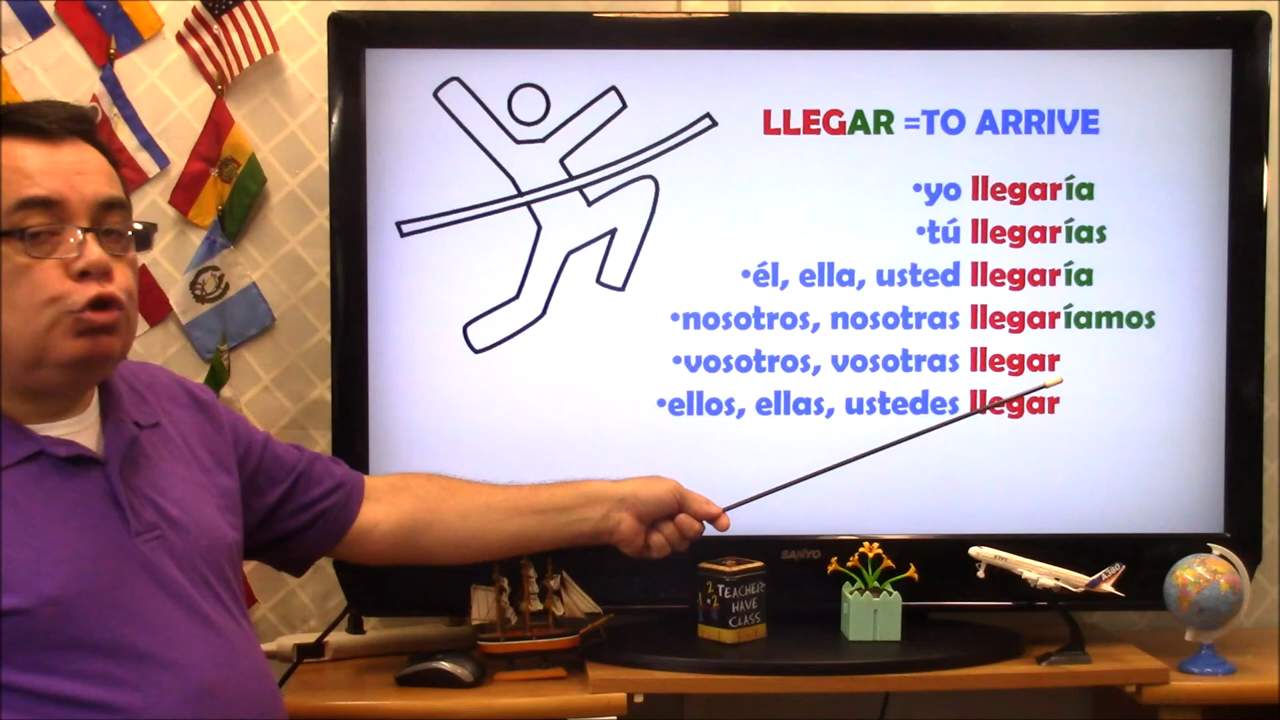 LLEGAR =TO ARRIVE
•yo llegaría
•tú llegarías
•él, ella, usted llegaría
•nosotros, nosotras llegaríamos
•vosotros, vosotras llegar
•ellos, ellas, ustedes llegar
SANYO
TEACHERS
HAVE
CLASS
A380